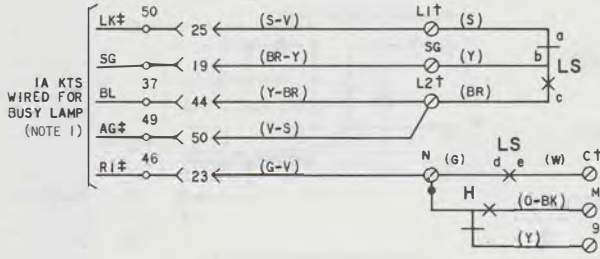 LK‡ 50 25 (S-V) L1† (S) a
SG 19 (BR-Y) SG (Y) b LS
1A KTS
WIRED FOR
BUSY LAMP
(NOTE 1)
BL 37 44 (Y-BR) L2† (BR) c
AG‡ 49 50 (V-S)
R1‡ 46 23 (G-V) N (G) d LS e (W) C†
H (O-BK) M
(Y) 9